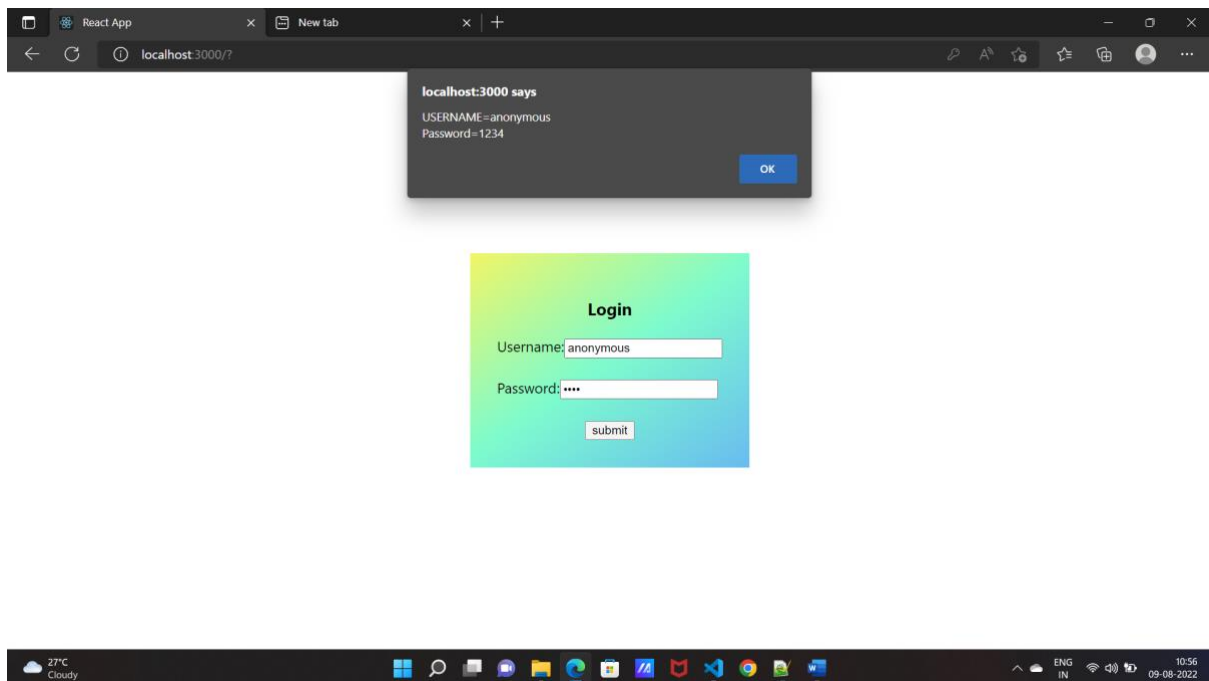 React App
New tab
localhost:3000/?
localhost:3000 says
USERNAME=anonymous
Password=1234
OK
Login
Username: anonymous
Password: ••••
submit
27°C
Cloudy
ENG
IN
10:56
09-08-2022